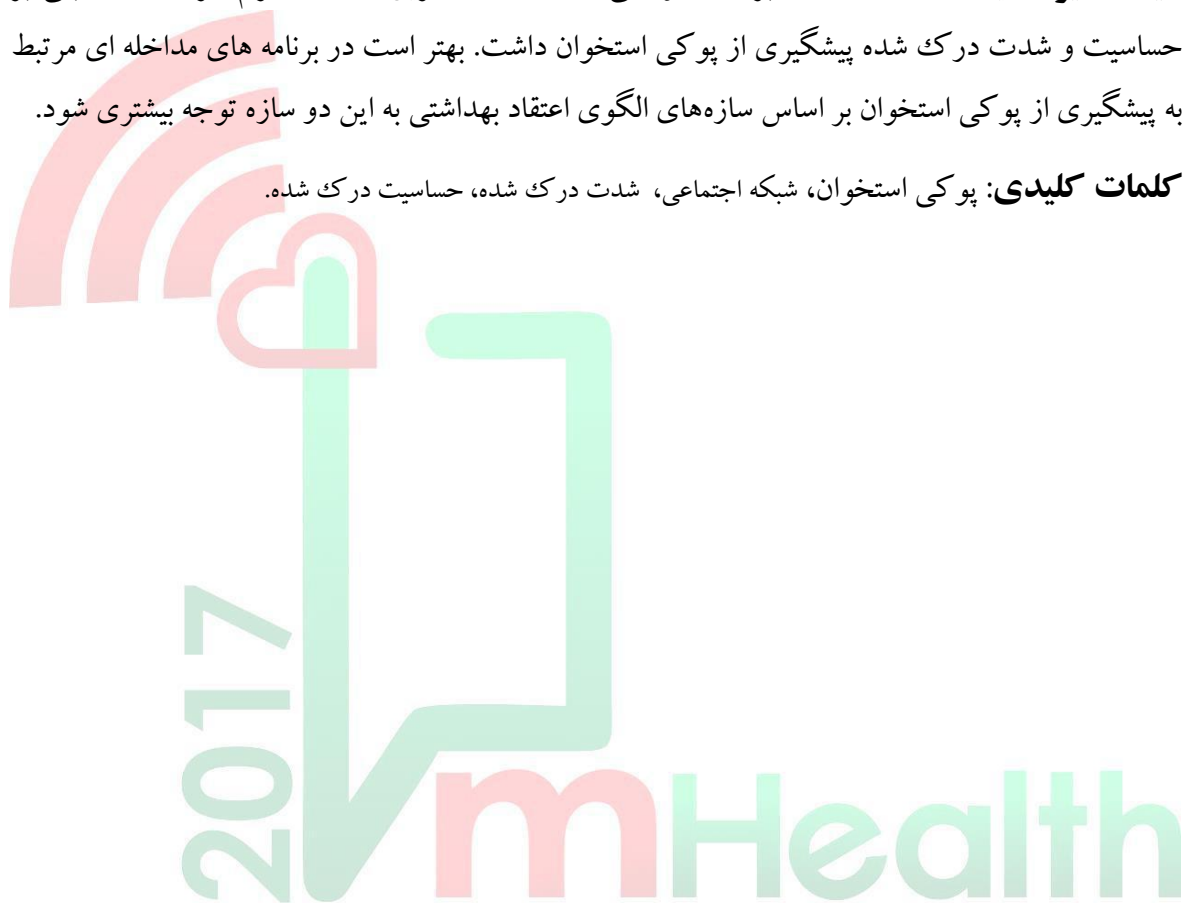 حساسیت و شدت درک شده پیشگیری از پوکی استخوان داشت. بهتر است در برنامه های مداخله ای مرتبط
به پیشگیری از پوکی استخوان بر اساس سازه‌های الگوی اعتقاد بهداشتی به این دو سازه توجه بیشتری شود.
کلمات کلیدی: پوکی استخوان، شبکه اجتماعی، شدت درک شده، حساسیت درک شده.
2017
mHealth